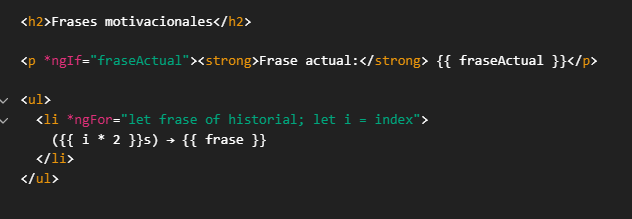 <h2>Frases motivacionales</h2>
<p *ngIf="fraseActual"><strong>Frase actual:</strong> {{ fraseActual }}</p>
<ul>
<li *ngFor="let frase of historial; let i = index">
({{ i * 2 }}s) → {{ frase }}
</li>
</ul>